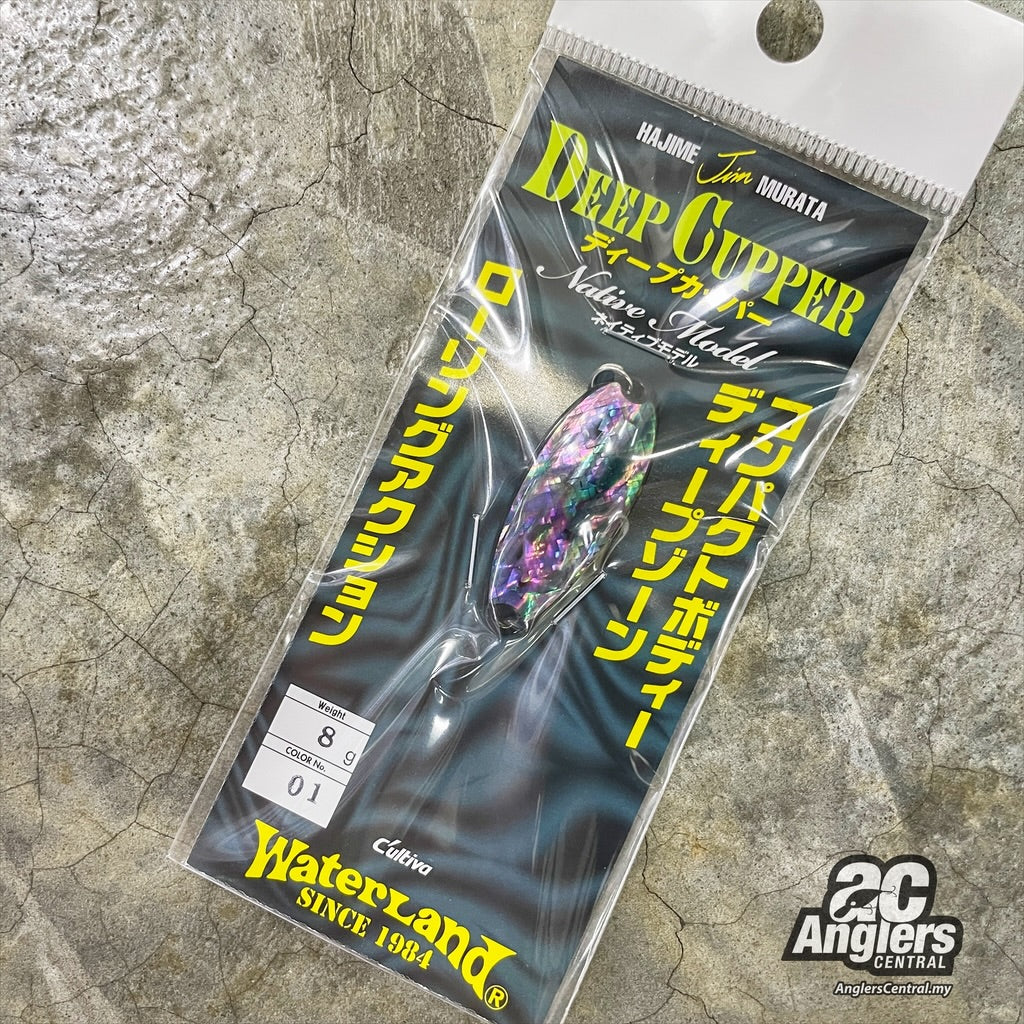 HAJIME Jim MURATA
DEEP CUPPER
ディープカッパー
Native Model
ネイティブモデル
コンパクトボディー
ディープゾーン
ローリングアクション
Weight
8 g
COLOR No.
01
C'ultiva
WaterLand®
SINCE 1984
ac
Anglers
CENTRAL
AnglersCentral.my